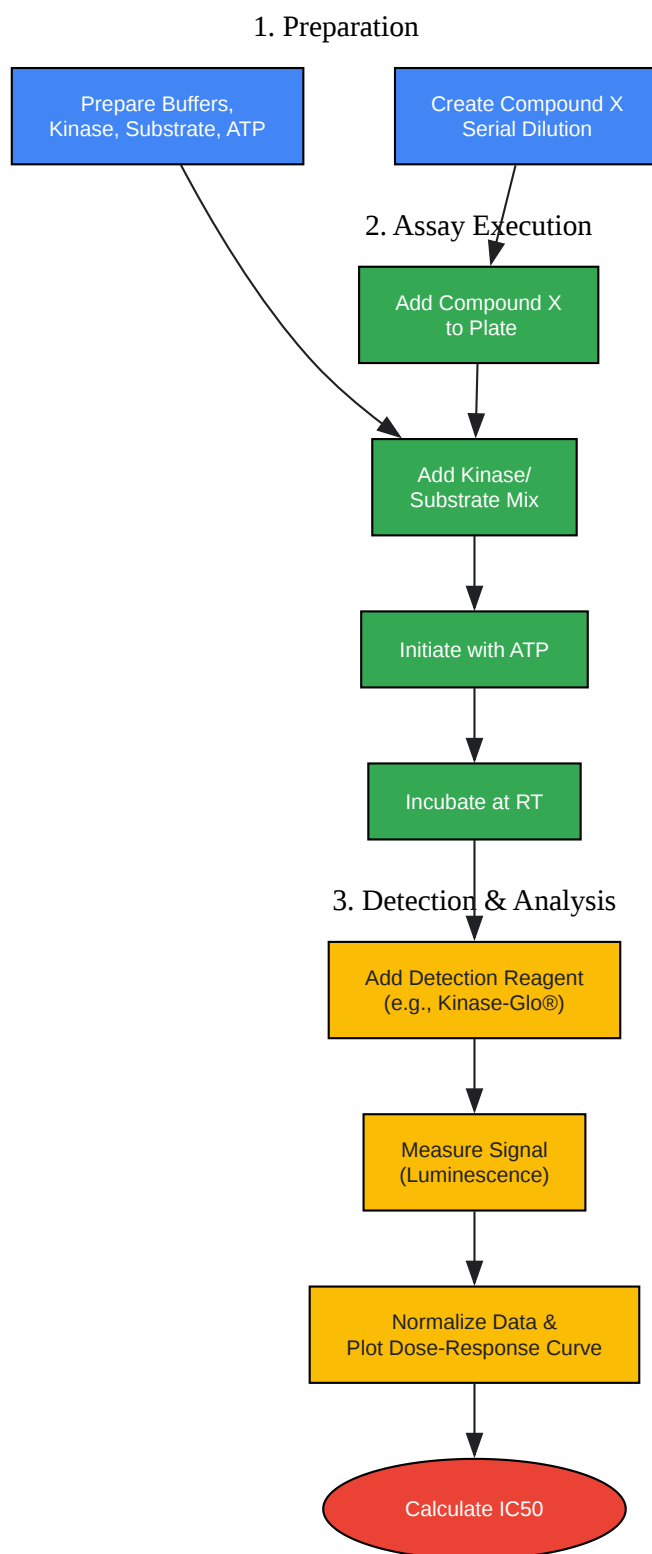 1. Preparation
Prepare Buffers,
Kinase, Substrate, ATP
Create Compound X
Serial Dilution
2. Assay Execution
Add Compound X
to Plate
Add Kinase/
Substrate Mix
Initiate with ATP
Incubate at RT
3. Detection & Analysis
Add Detection Reagent
(e.g., Kinase-Glo®)
Measure Signal
(Luminescence)
Normalize Data &
Plot Dose-Response Curve
Calculate IC50